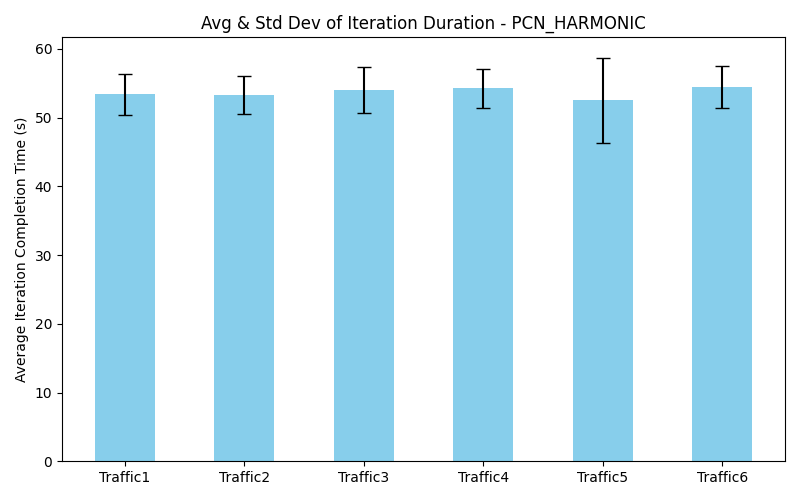 Avg & Std Dev of Iteration Duration - PCN_HARMONIC
Average Iteration Completion Time (s)
60
50
40
30
20
10
0
Traffic1 Traffic2 Traffic3 Traffic4 Traffic5 Traffic6